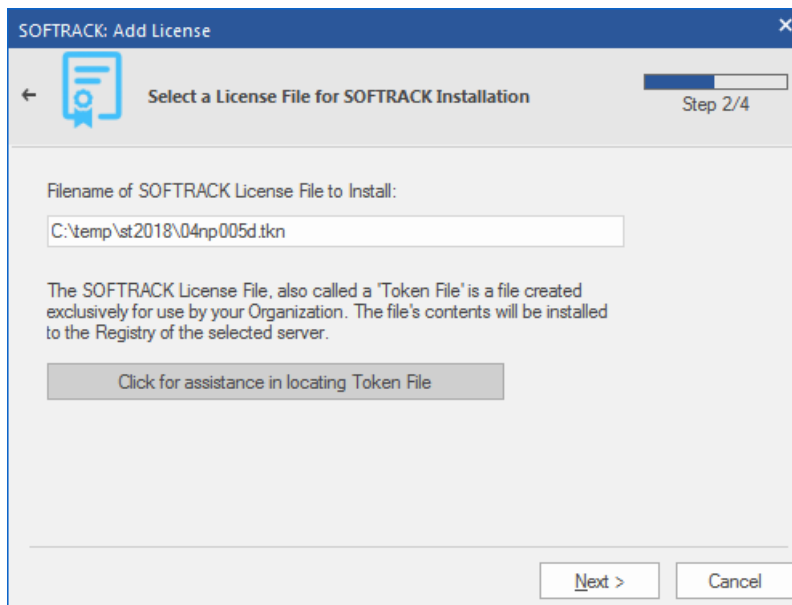 SOFTRACK: Add License
Select a License File for SOFTRACK Installation
Step 2/4
Filename of SOFTRACK License File to Install:
C:\temp\st2018\04np005d.tkn
The SOFTRACK License File, also called a 'Token File' is a file created
exclusively for use by your Organization. The file's contents will be installed
to the Registry of the selected server.
Click for assistance in locating Token File
Next >
Cancel